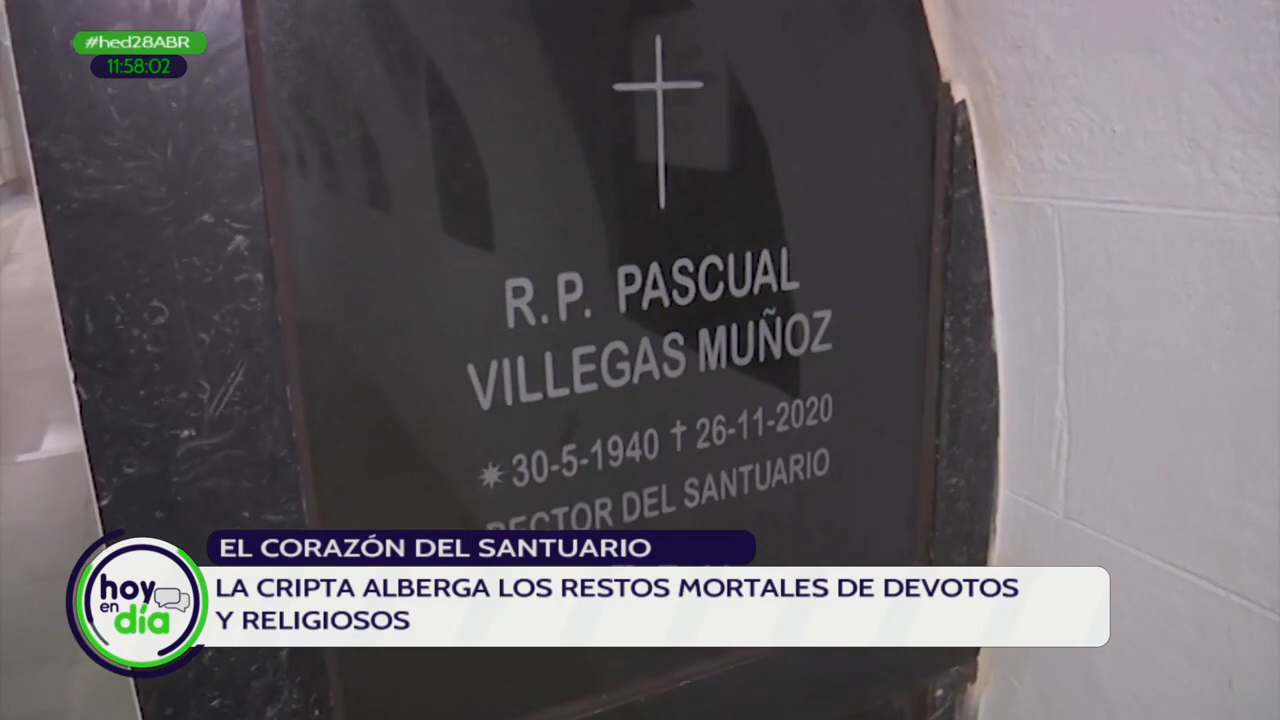 #hed28ABR
11:58:02
R.P. PASCUAL
VILLEGAS MUÑOZ
30-5-1940 † 26-11-2020
RECTOR DEL SANTUARIO
EL CORAZÓN DEL SANTUARIO
LA CRIPTA ALBERGA LOS RESTOS MORTALES DE DEVOTOS
Y RELIGIOSOS
hoy
en
día